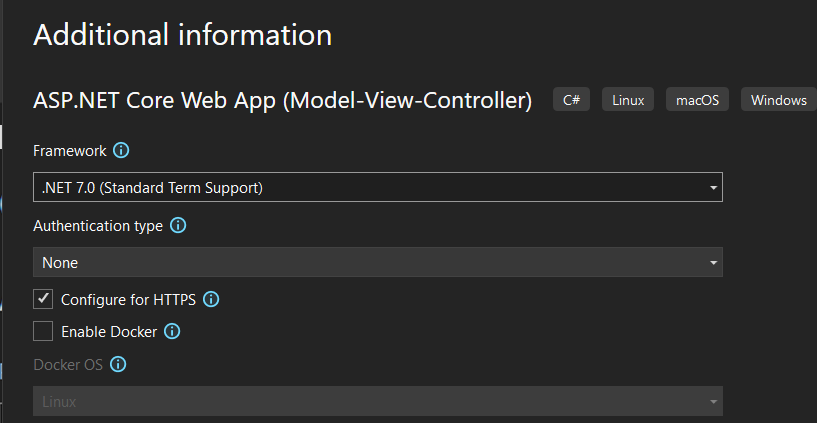 Additional information
ASP.NET Core Web App (Model-View-Controller) C# Linux macOS Windows
Framework
.NET 7.0 (Standard Term Support)
Authentication type
None
Configure for HTTPS
Enable Docker
Docker OS
Linux